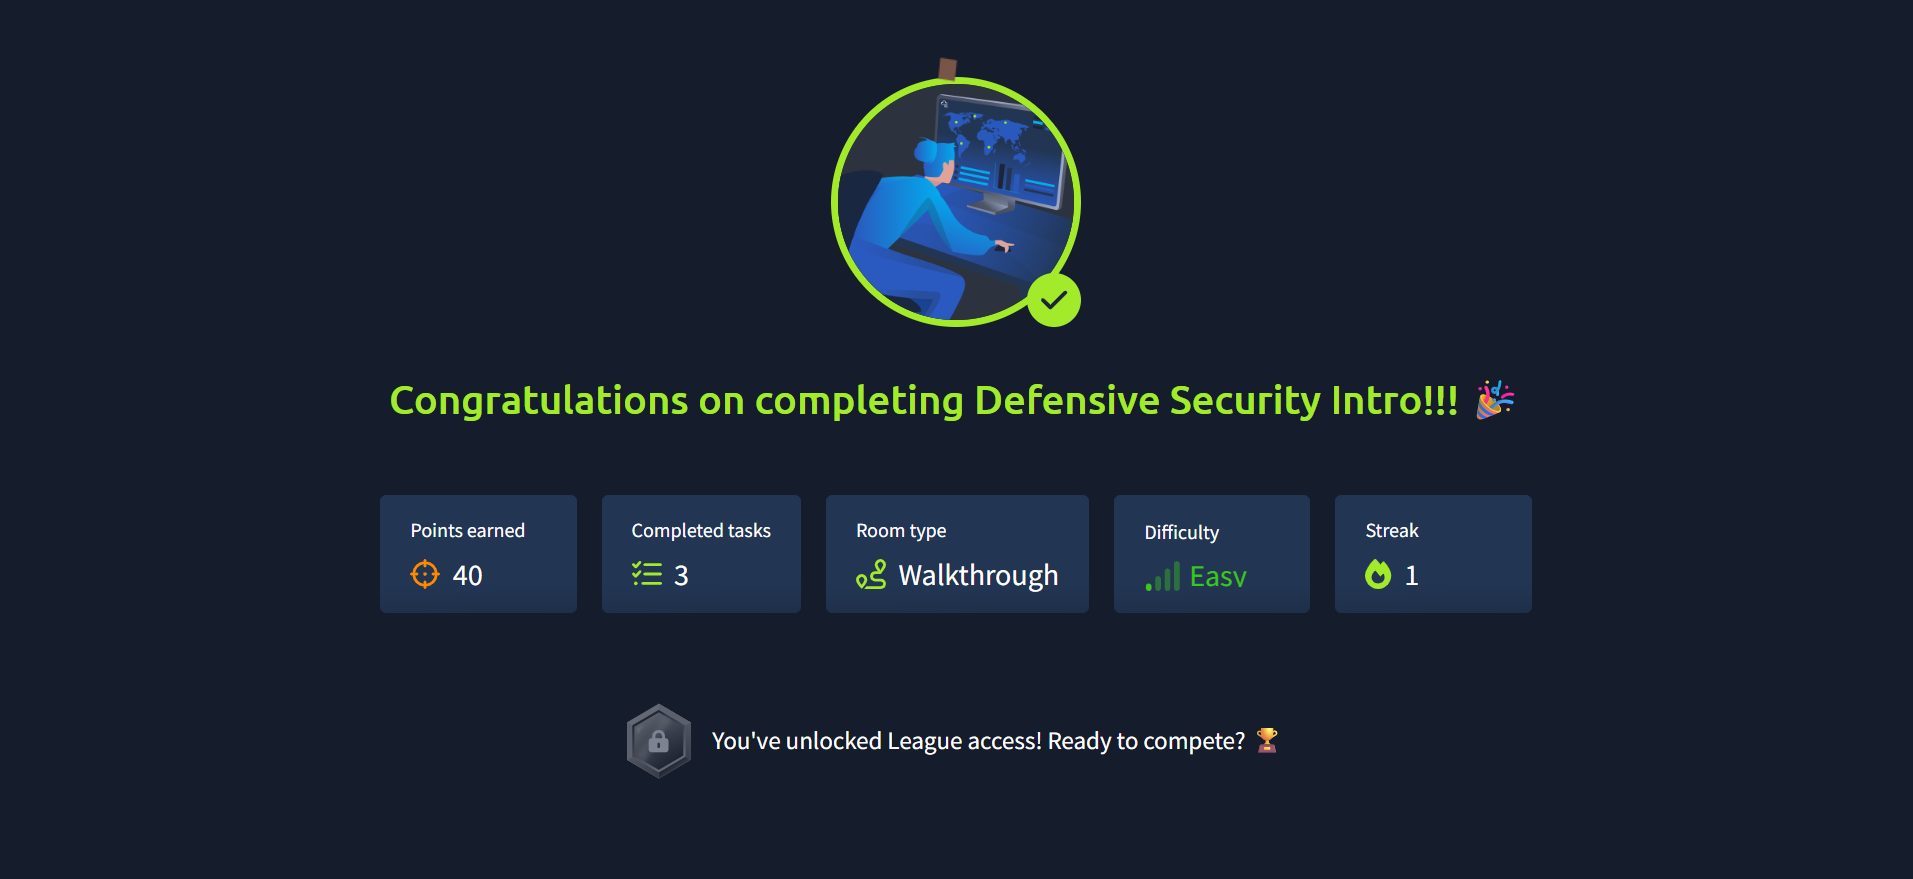 Congratulations on completing Defensive Security Intro!!! 🎉
Points earned
40
Completed tasks
3
Room type
Walkthrough
Difficulty
Easy
Streak
1
You've unlocked League access! Ready to compete? 🏆